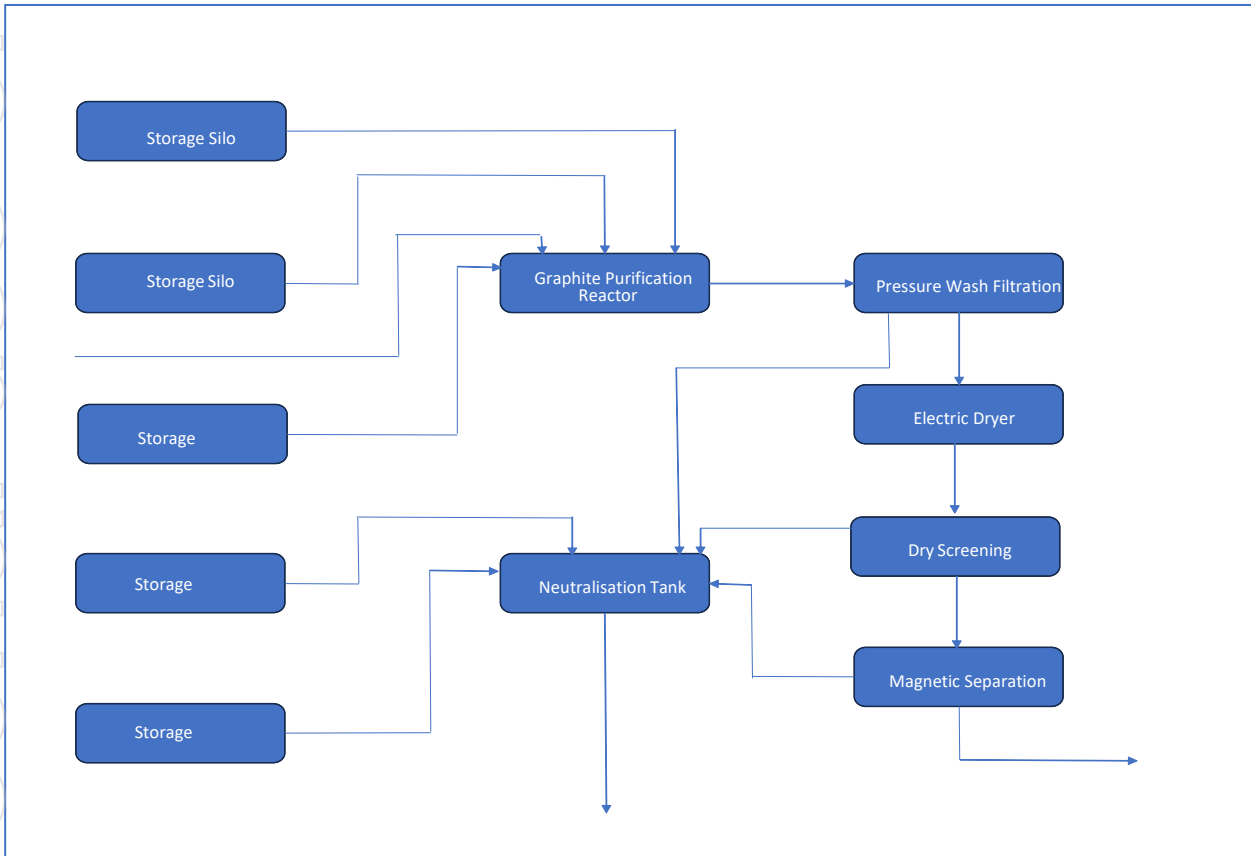 Storage Silo
Storage Silo
Graphite Purification
Reactor
Pressure Wash Filtration
Storage
Electric Dryer
Storage
Neutralisation Tank
Dry Screening
Storage
Magnetic Separation